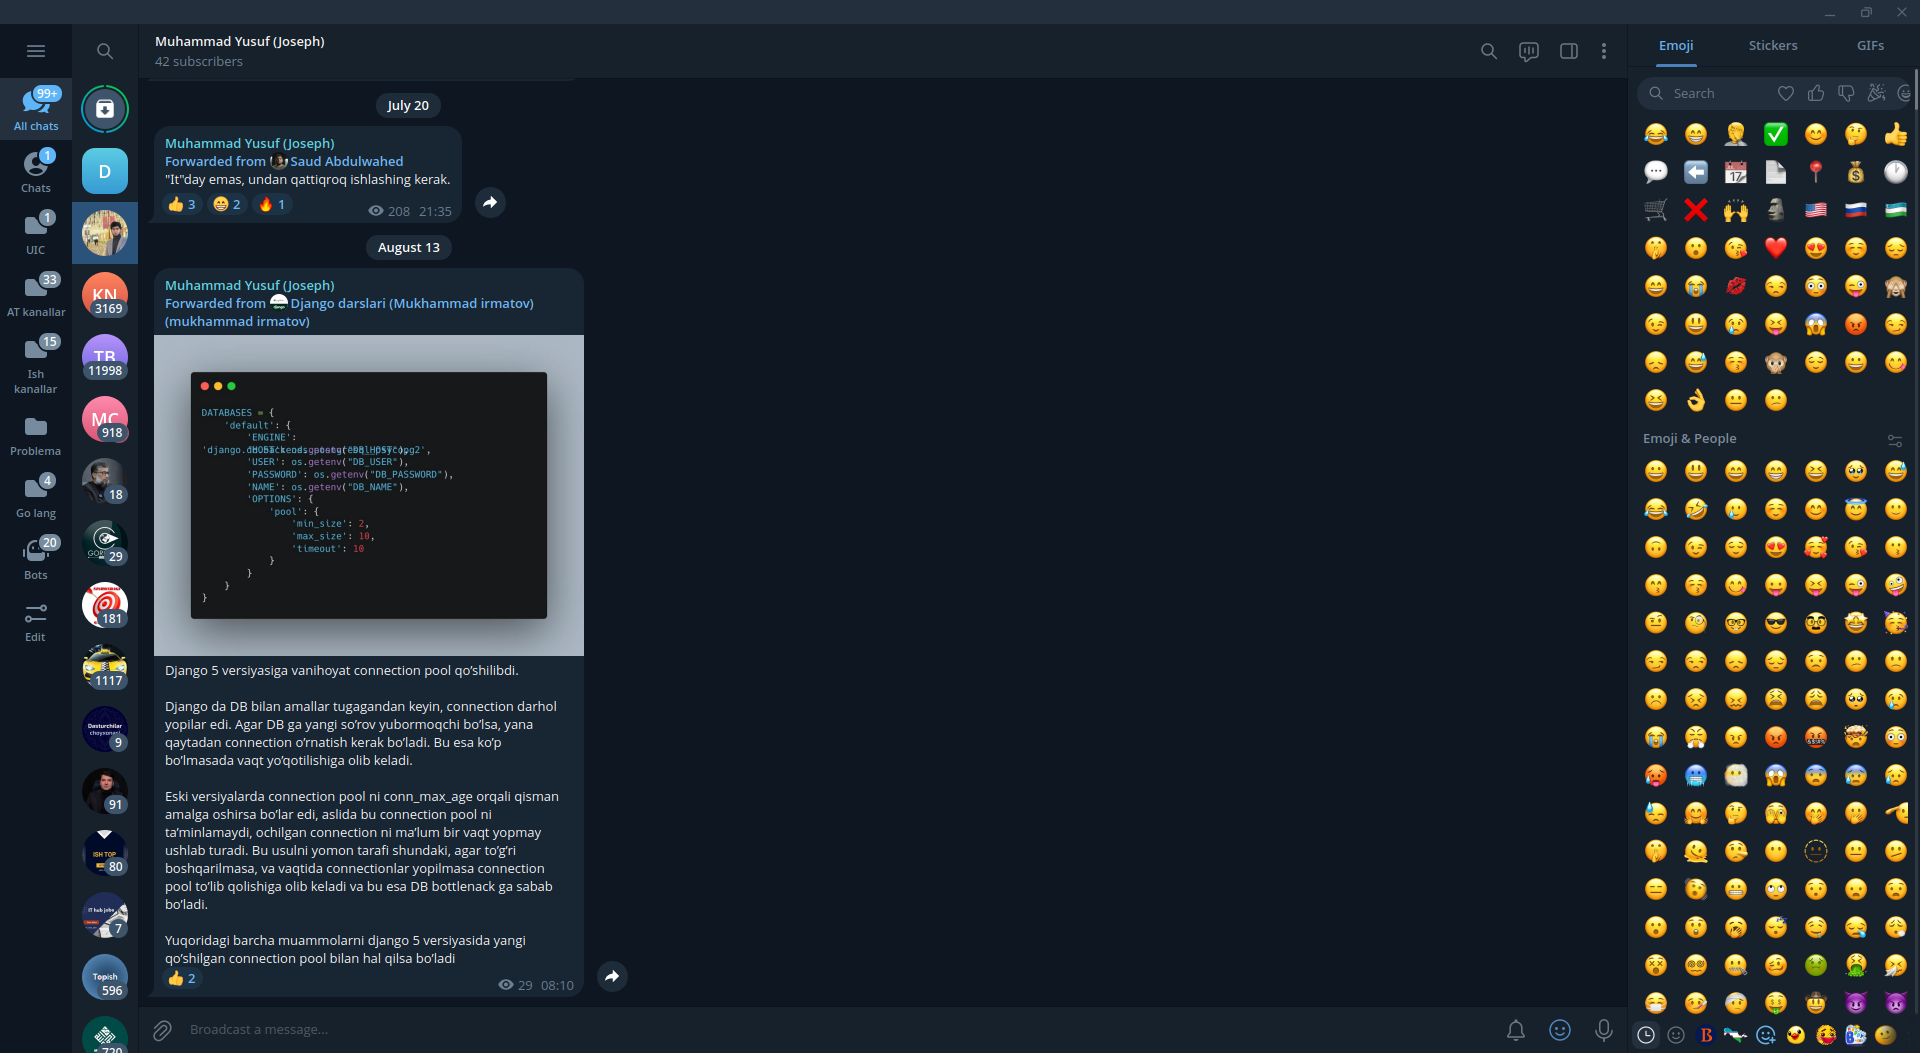 Muhammad Yusuf (Joseph)
42 subscribers
99+
All chats
1
Chats
1
UIC
33
AT kanallar
15
Ish
kanallar
Problema
4
Go lang
20
Bots
Edit
D
KN
3169
TB
11998
MC
918
18
29
181
1117
Dasturchilar
choyxonasi
9
91
ISH TOP
80
IT hub jobs
7
Topish
596
720
July 20
Muhammad Yusuf (Joseph)
Forwarded from Saud Abdulwahed
"It"day emas, undan qattiqroq ishlashing kerak.
3 2 1
208 21:35
August 13
Muhammad Yusuf (Joseph)
Forwarded from Django darslari (Mukhammad irmatov)
(mukhammad irmatov)
DATABASES = {
'default': {
'ENGINE':
'USER': os.getenv("DB_USER"),
'PASSWORD': os.getenv("DB_PASSWORD"),
'NAME': os.getenv("DB_NAME"),
'OPTIONS': {
'pool': {
'min_size': 2,
'max_size': 10,
'timeout': 10
}
}
}
}
Django 5 versiyasiga vanihoyat connection pool qo'shilibdi.
Django da DB bilan amallar tugagandan keyin, connection darhol
yopilar edi. Agar DB ga yangi so'rov yubormoqchi bo'lsa, yana
qaytadan connection o'rnatish kerak bo'ladi. Bu esa ko'p
bo'lmasada vaqt yo'qotilishiga olib keladi.
Eski versiyalarda connection pool ni conn_max_age orqali qisman
amalga oshirsa bo'lar edi, aslida bu connection pool ni
ta'minlamaydi, ochilgan connection ni ma'lum bir vaqt yopmay
ushlab turadi. Bu usulni yomon tarafi shundaki, agar to'g'ri
boshqarilmasa, va vaqtida connectionlar yopilmasa connection
pool to'lib qolishiga olib keladi va bu esa DB bottlenack ga sabab
bo'ladi.
Yuqoridagi barcha muammolarni django 5 versiyasida yangi
qo'shilgan connection pool bilan hal qilsa bo'ladi
2
29 08:10
Broadcast a message...
Emoji Stickers GIFs
Search
Emoji & People